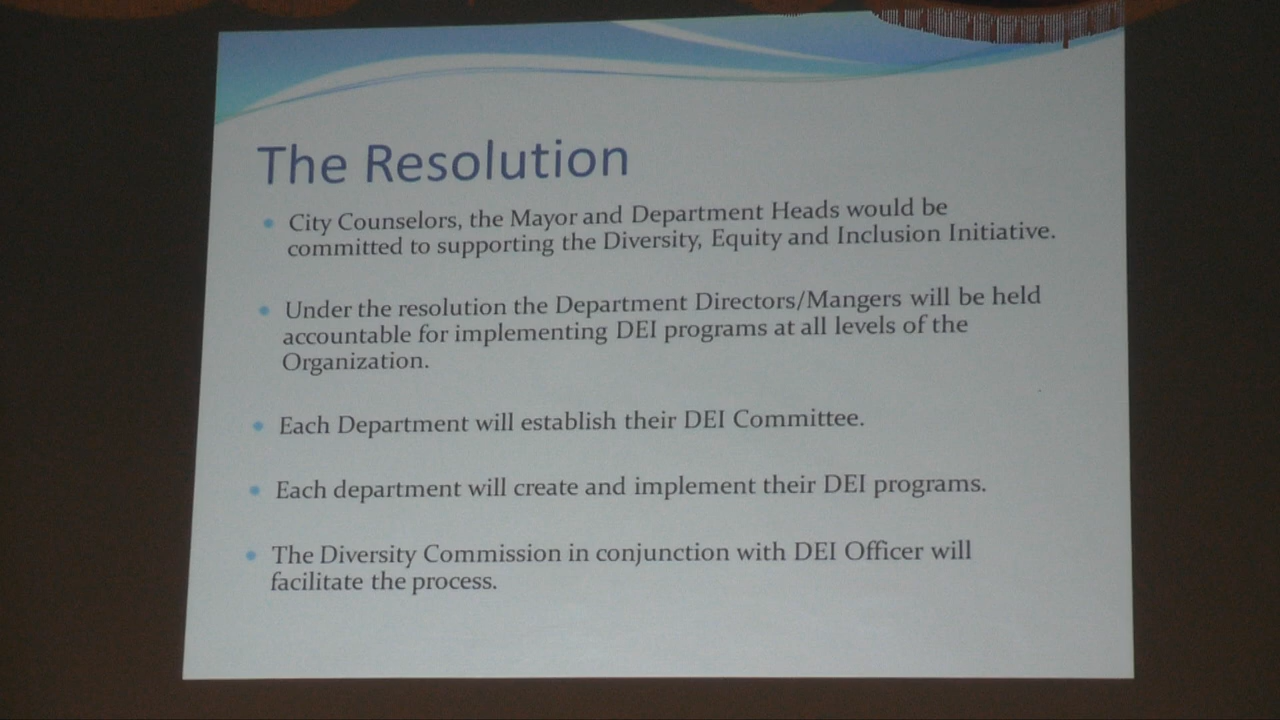 The Resolution
City Counselors, the Mayor and Department Heads would be
committed to supporting the Diversity, Equity and Inclusion Initiative.
Under the resolution the Department Directors/Mangers will be held
accountable for implementing DEI programs at all levels of the
Organization.
Each Department will establish their DEI Committee.
Each department will create and implement their DEI programs.
The Diversity Commission in conjunction with DEI Officer will
facilitate the process.